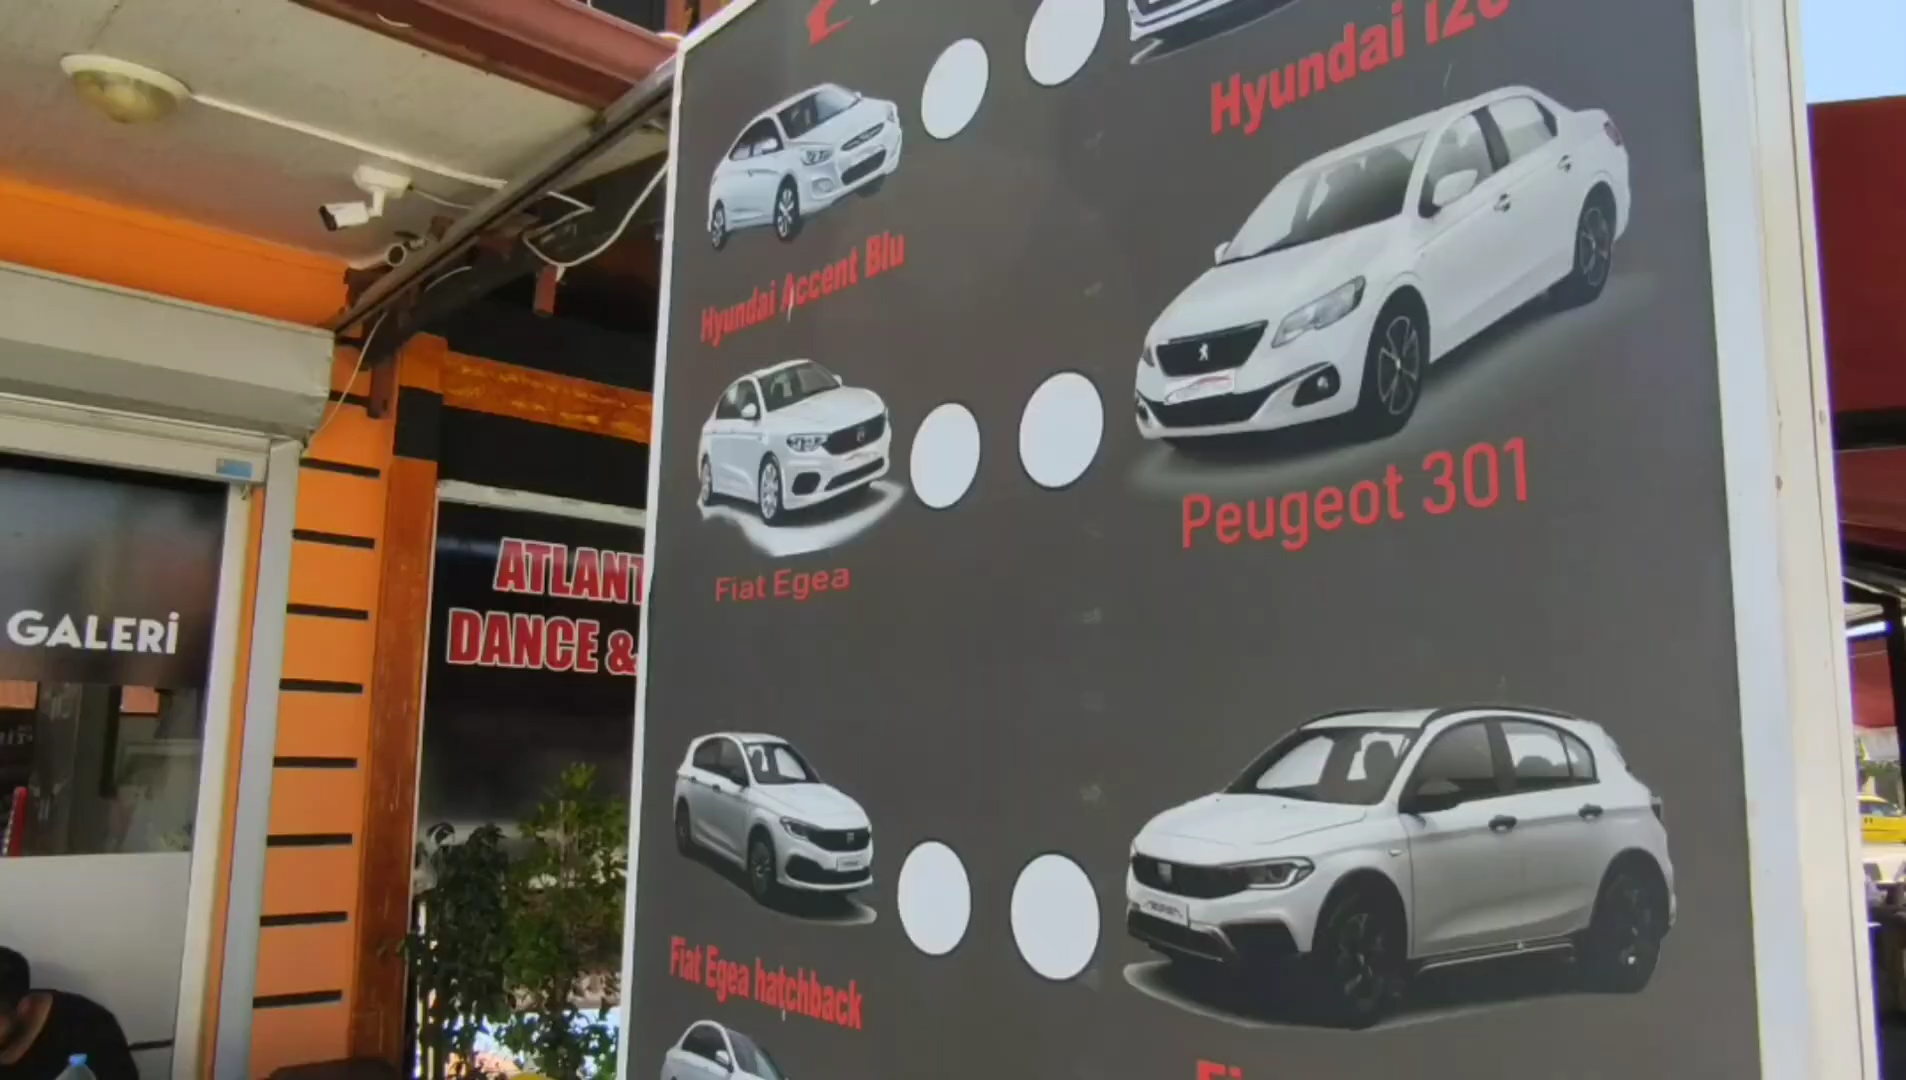 Hyundai i20
Hyundai Accent Blu
Peugeot 301
Fiat Egea
Fiat Egea hatchback
ATLANT
DANCE &
GALERİ